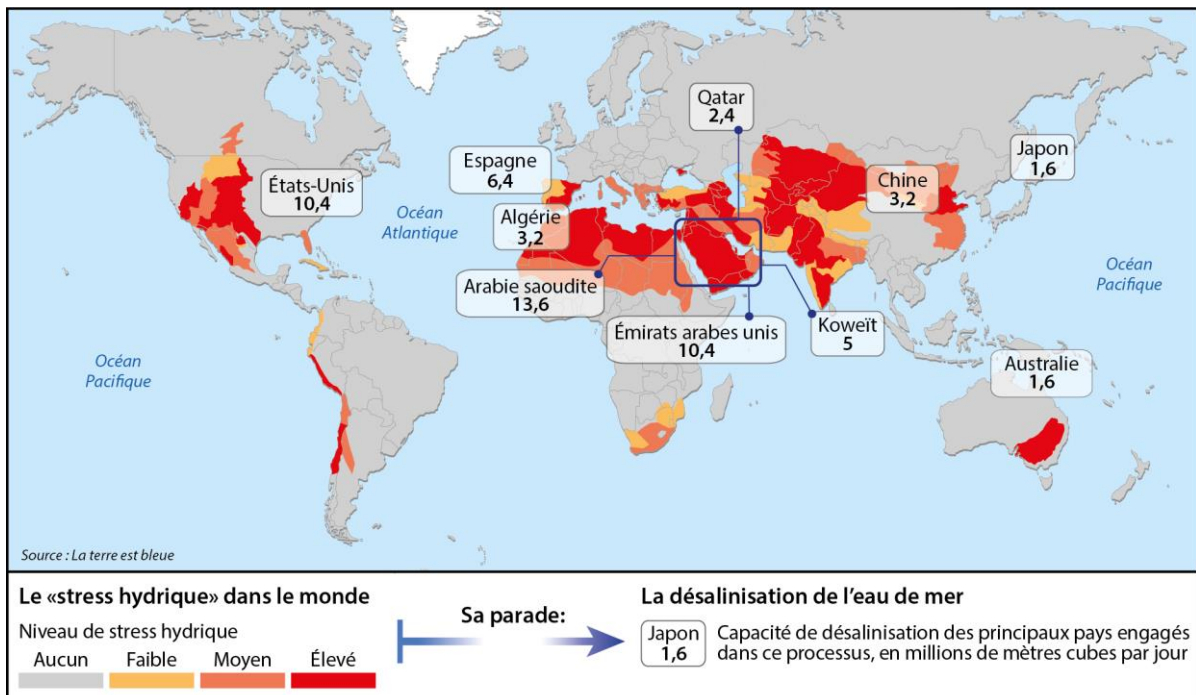 Qatar
2,4
Japon
1,6
Espagne
6,4
Chine
3,2
États-Unis
10,4
Océan
Atlantique
Algérie
3,2
Océan
Pacifique
Arabie saoudite
13,6
Émirats arabes unis
10,4
Koweït
5
Océan
Pacifique
Australie
1,6
Source : La terre est bleue
Le «stress hydrique» dans le monde
Niveau de stress hydrique
Aucun Faible Moyen Élevé
Sa parade:
La désalinisation de l'eau de mer
Japon
1,6
Capacité de désalinisation des principaux pays engagés
dans ce processus, en millions de mètres cubes par jour